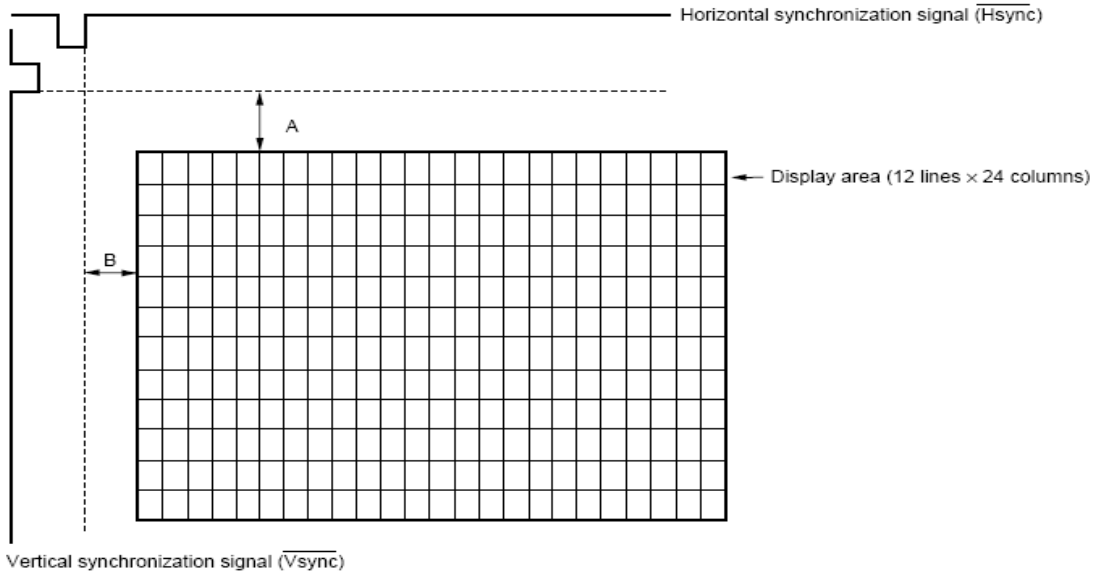 Horizontal synchronization signal (Hsync)
A
Display area (12 lines × 24 columns)
B
Vertical synchronization signal (Vsync)